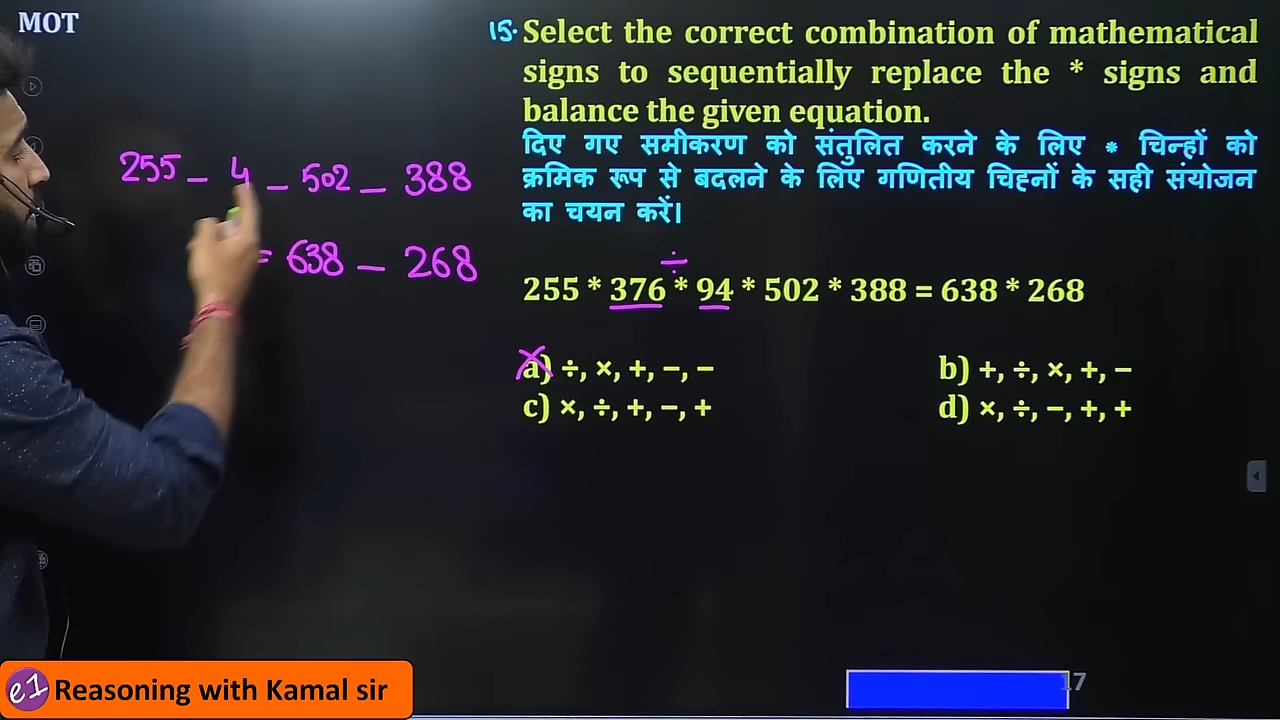 MOT
15. Select the correct combination of mathematical
signs to sequentially replace the * signs and
balance the given equation.
दिए गए समीकरण को संतुलित करने के लिए * चिन्हों को
क्रमिक रूप से बदलने के लिए गणितीय चिह्नों के सही संयोजन
का चयन करें।
÷
255 * 376 * 94 * 502 * 388 = 638 * 268
a) ÷, ×, +, −, −
b) +, ÷, ×, +, −
c) ×, ÷, +, −, +
d) ×, ÷, −, +, +
255 _ 4 _ 502 _ 388
= 638 _ 268
e1 Reasoning with Kamal sir
17